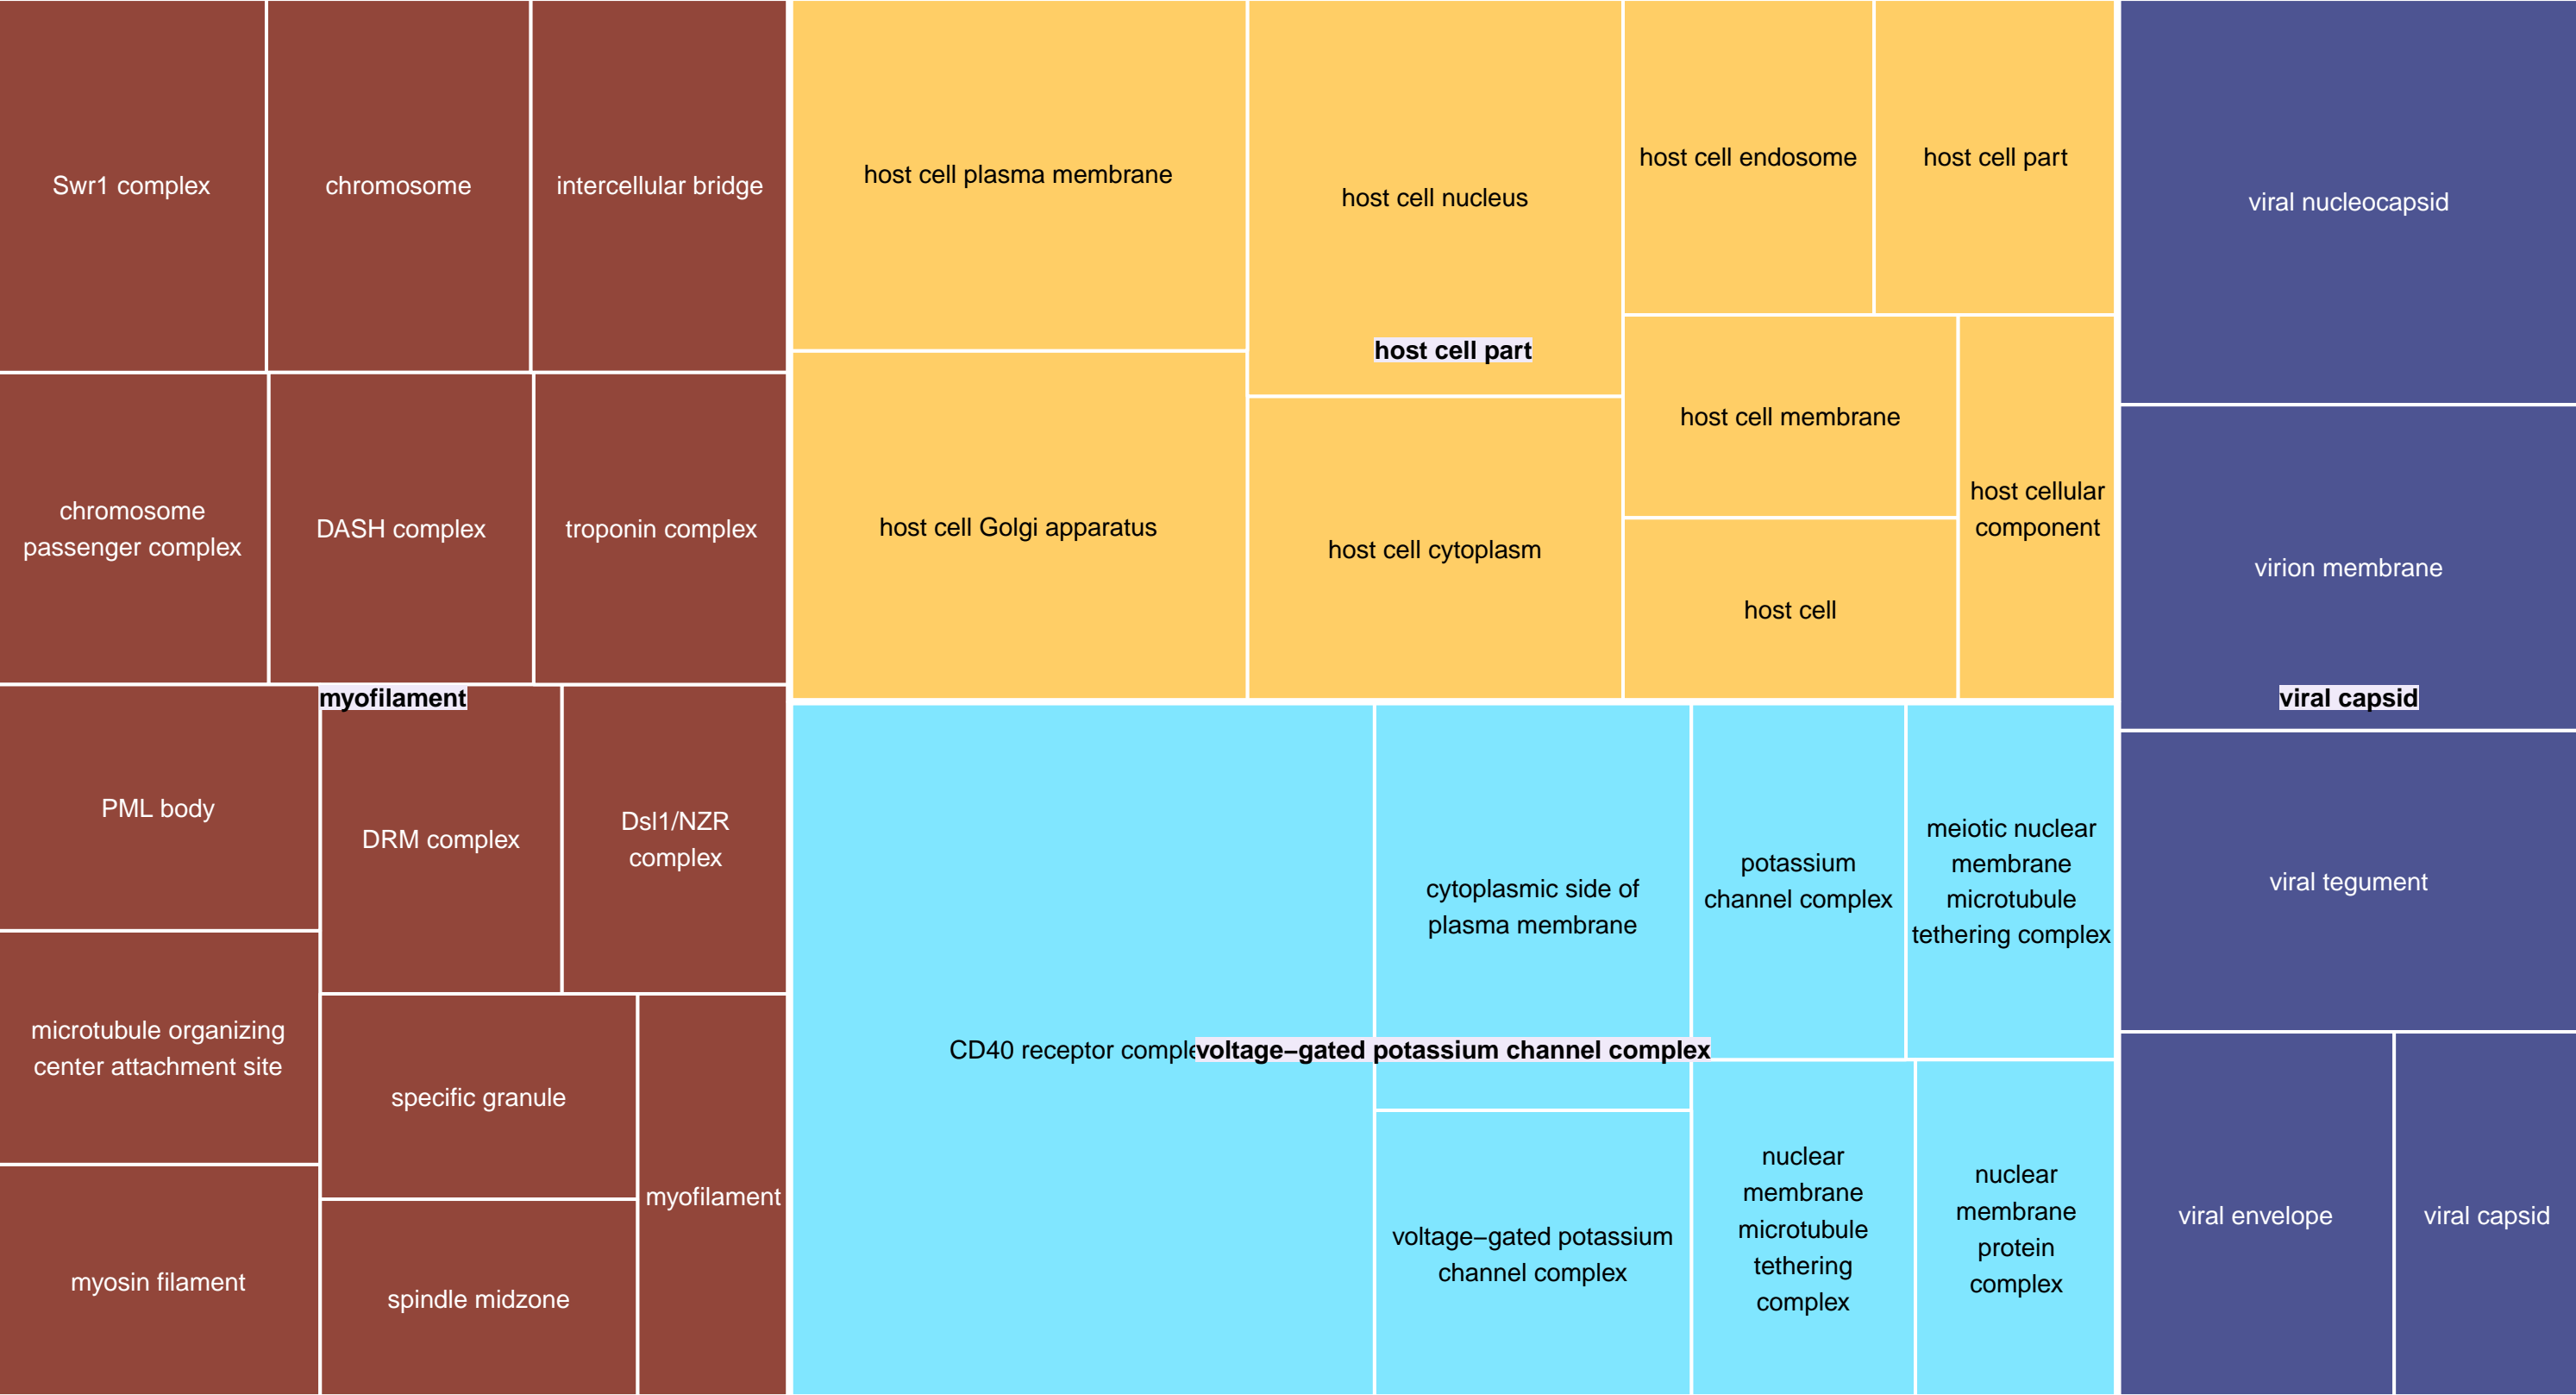 Swr1 complex
chromosome
intercellular bridge
chromosome
passenger complex
DASH complex
troponin complex
myofilament
PML body
DRM complex
Dsl1/NZR
complex
microtubule organizing
center attachment site
specific granule
myofilament
myosin filament
spindle midzone
host cell plasma membrane
host cell nucleus
host cell endosome
host cell part
host cell part
host cell membrane
host cell Golgi apparatus
host cell cytoplasm
host cellular
component
host cell
cytoplasmic side of
plasma membrane
potassium
channel complex
meiotic nuclear
membrane
microtubule
tethering complex
CD40 receptor comple
voltage−gated potassium channel complex
voltage−gated potassium
channel complex
nuclear
membrane
microtubule
tethering
complex
nuclear
membrane
protein
complex
viral nucleocapsid
virion membrane
viral capsid
viral tegument
viral envelope
viral capsid